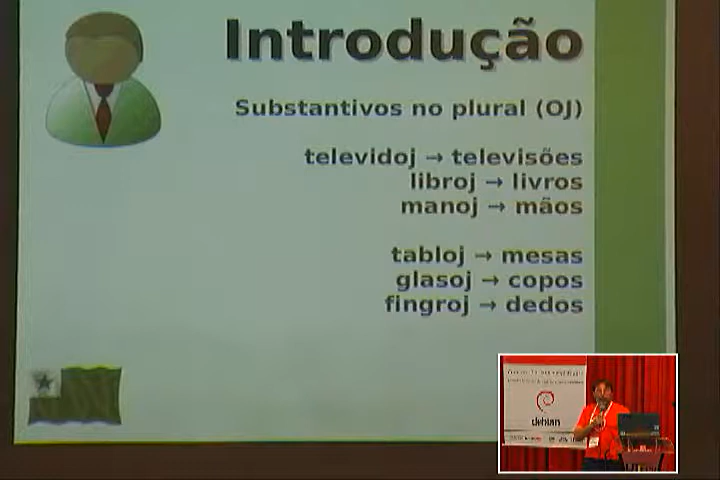 Introdução
Substantivos no plural (OJ)
televidoj → televisões
libroj → livros
manoj → mãos
tabloj → mesas
glasoj → copos
fingroj → dedos
debian